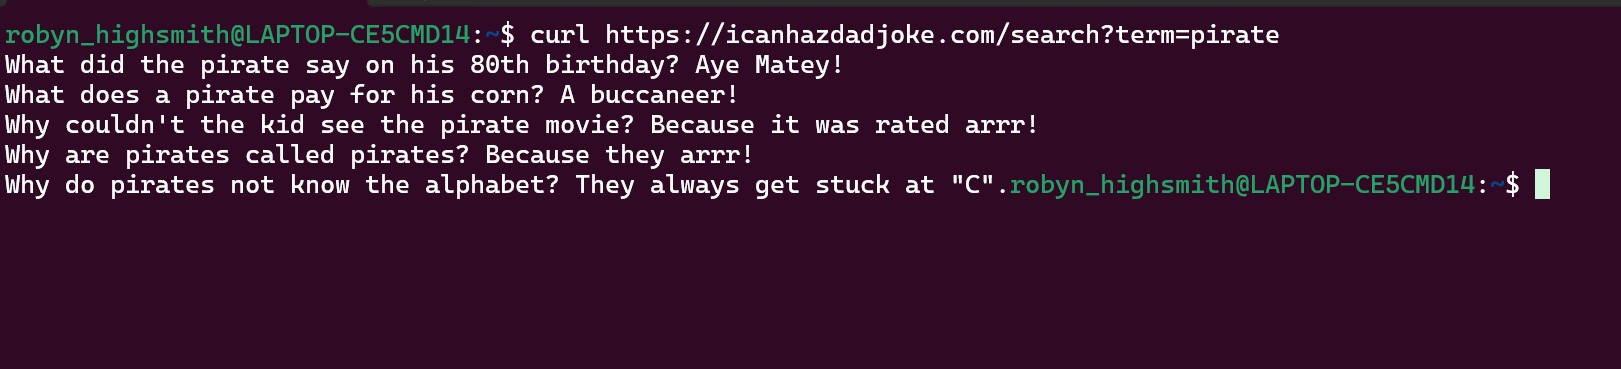 robyn_highsmith@LAPTOP-CE5CMD14:~$ curl https://icanhazdadjoke.com/search?term=pirate
What did the pirate say on his 80th birthday? Aye Matey!
What does a pirate pay for his corn? A buccaneer!
Why couldn't the kid see the pirate movie? Because it was rated arrr!
Why are pirates called pirates? Because they arrr!
Why do pirates not know the alphabet? They always get stuck at "C".robyn_highsmith@LAPTOP-CE5CMD14:~$